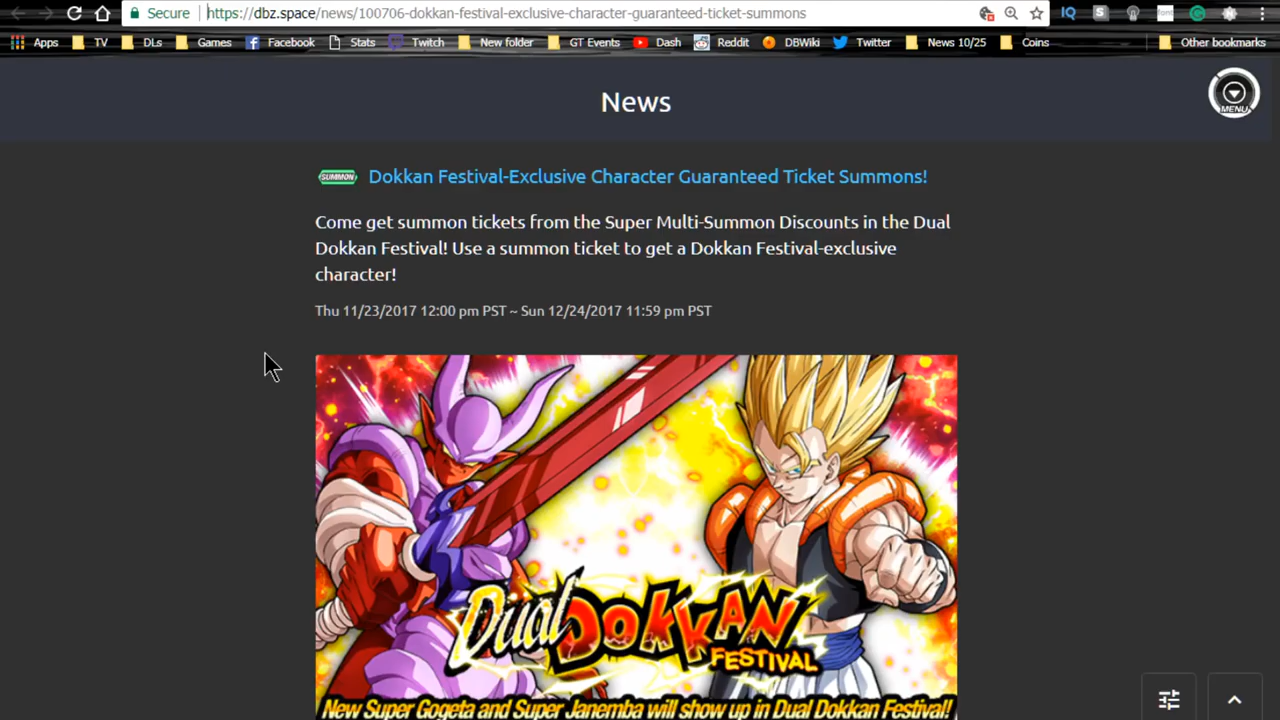 Secure https://dbz.space/news/100706-dokkan-festival-exclusive-character-guaranteed-ticket-summons
Apps TV DLs Games Facebook Stats Twitch New folder GT Events Dash Reddit DBWiki Twitter News 10/25 Coins Other bookmarks
News
MENU
SUMMON Dokkan Festival-Exclusive Character Guaranteed Ticket Summons!
Come get summon tickets from the Super Multi-Summon Discounts in the Dual
Dokkan Festival! Use a summon ticket to get a Dokkan Festival-exclusive
character!
Thu 11/23/2017 12:00 pm PST ~ Sun 12/24/2017 11:59 pm PST
Dual DOKKAN
FESTIVAL
New Super Gogeta and Super Janemba will show up in Dual Dokkan Festival!